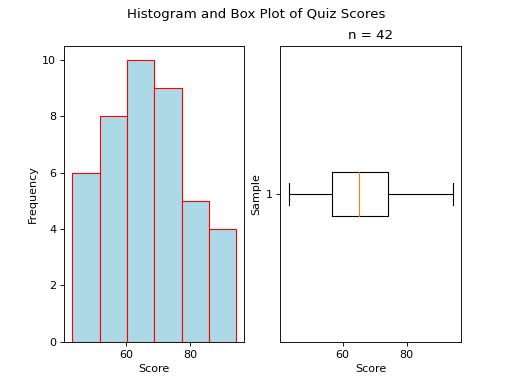 Histogram and Box Plot of Quiz Scores
n = 42
10
8
6
4
2
0
Frequency
60 80
Score
Sample
1
60 80
Score